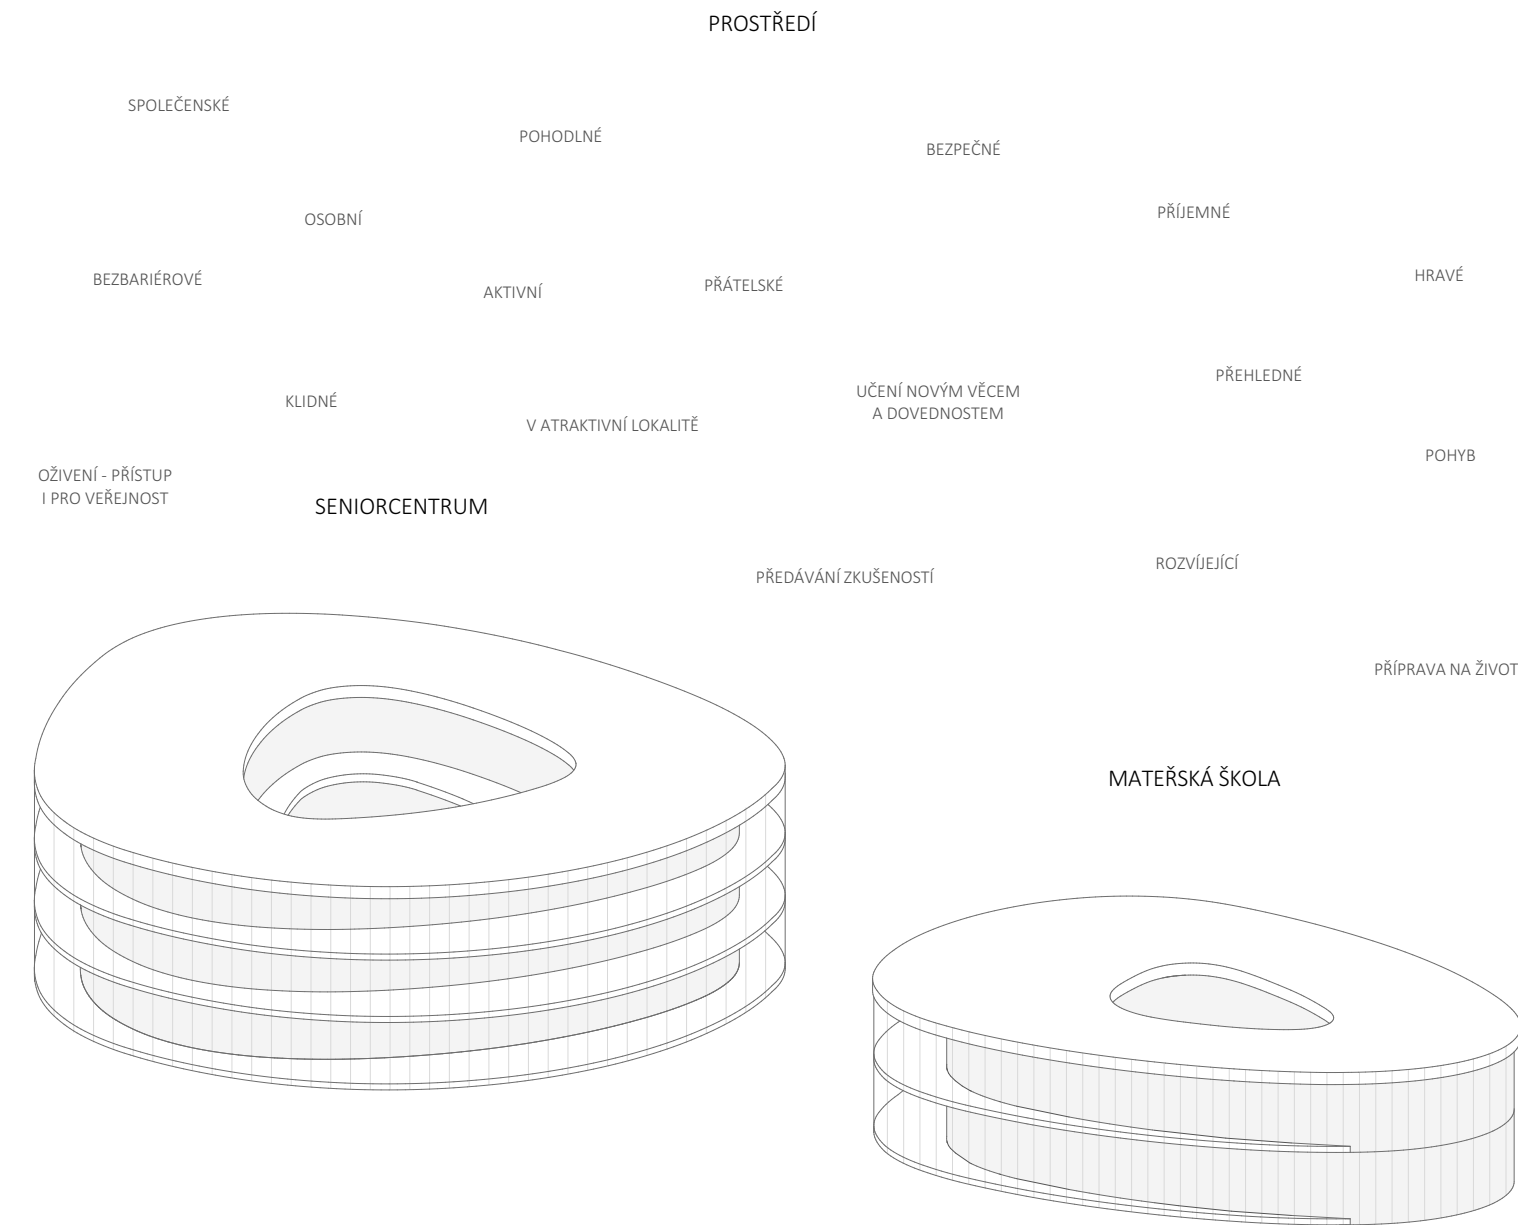 PROSTŘEDÍ
SPOLEČENSKÉ
POHODLNÉ
BEZPEČNÉ
OSOBNÍ
PŘÍJEMNÉ
BEZBARIÉROVÉ
AKTIVNÍ
PŘÁTELSKÉ
HRAVÉ
KLIDNÉ
V ATRAKTIVNÍ LOKALITĚ
UČENÍ NOVÝM VĚCEM
A DOVEDNOSTEM
PŘEHLEDNÉ
POHYB
OŽIVENÍ - PŘÍSTUP
I PRO VEŘEJNOST
SENIORCENTRUM
PŘEDÁVÁNÍ ZKUŠENOSTÍ
ROZVÍJEJÍCÍ
PŘÍPRAVA NA ŽIVOT
MATEŘSKÁ ŠKOLA